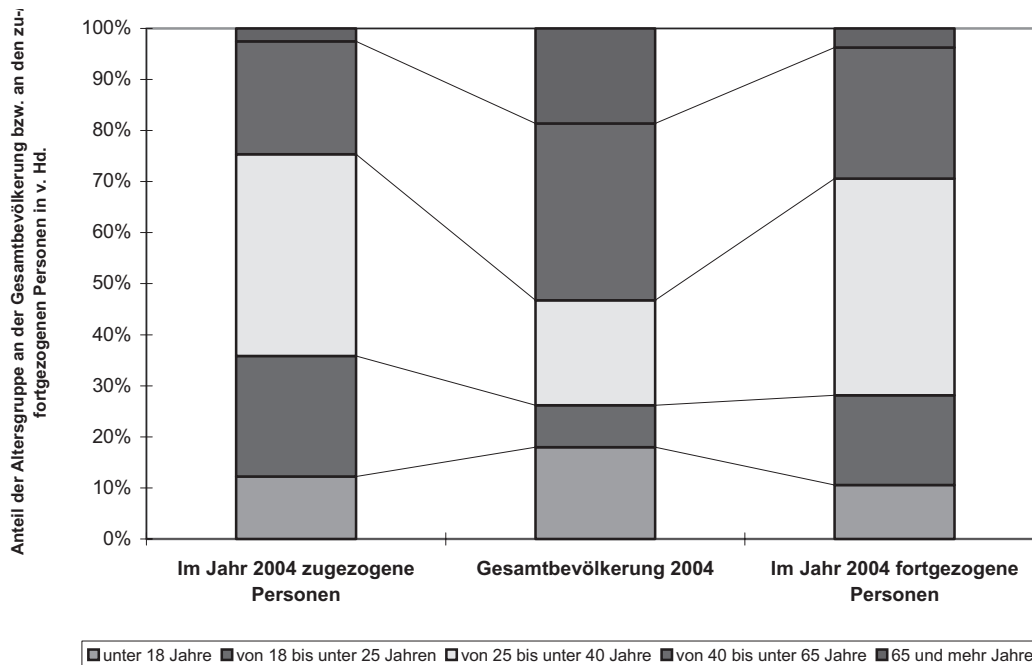 Anteil der Altersgruppe an der Gesamtbevölkerung bzw. an den zu-,
fortgezogenen Personen in v. Hd.
100%
90%
80%
70%
60%
50%
40%
30%
20%
10%
0%
Im Jahr 2004 zugezogene
Personen
Gesamtbevölkerung 2004
Im Jahr 2004 fortgezogene
Personen
unter 18 Jahre von 18 bis unter 25 Jahren von 25 bis unter 40 Jahre von 40 bis unter 65 Jahre 65 und mehr Jahre